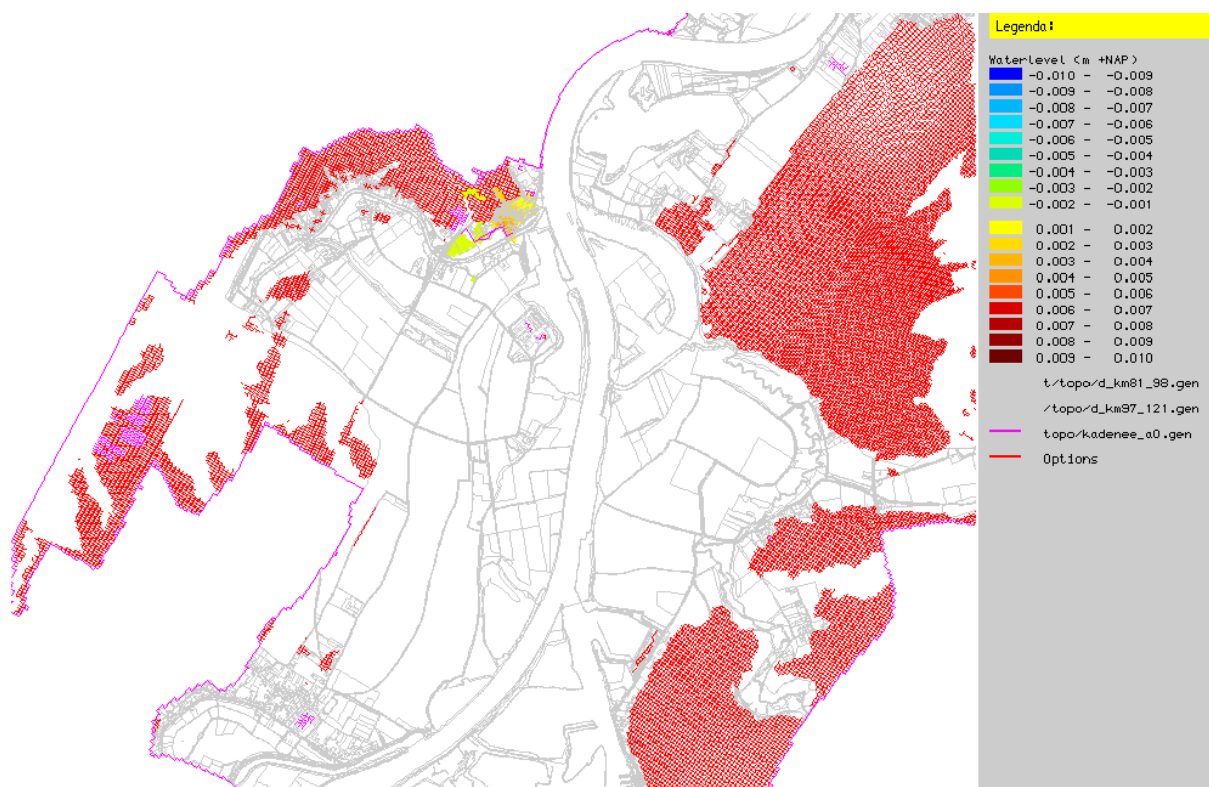 Legenda:
Waterlevel (m +NAP)
-0.010 - -0.009
-0.009 - -0.008
-0.008 - -0.007
-0.007 - -0.006
-0.006 - -0.005
-0.005 - -0.004
-0.004 - -0.003
-0.003 - -0.002
-0.002 - -0.001
0.001 - 0.002
0.002 - 0.003
0.003 - 0.004
0.004 - 0.005
0.005 - 0.006
0.006 - 0.007
0.007 - 0.008
0.008 - 0.009
0.009 - 0.010
t/topo/d_km81_98.gen
/topo/d_km97_121.gen
topo/kadenee_a0.gen
Options